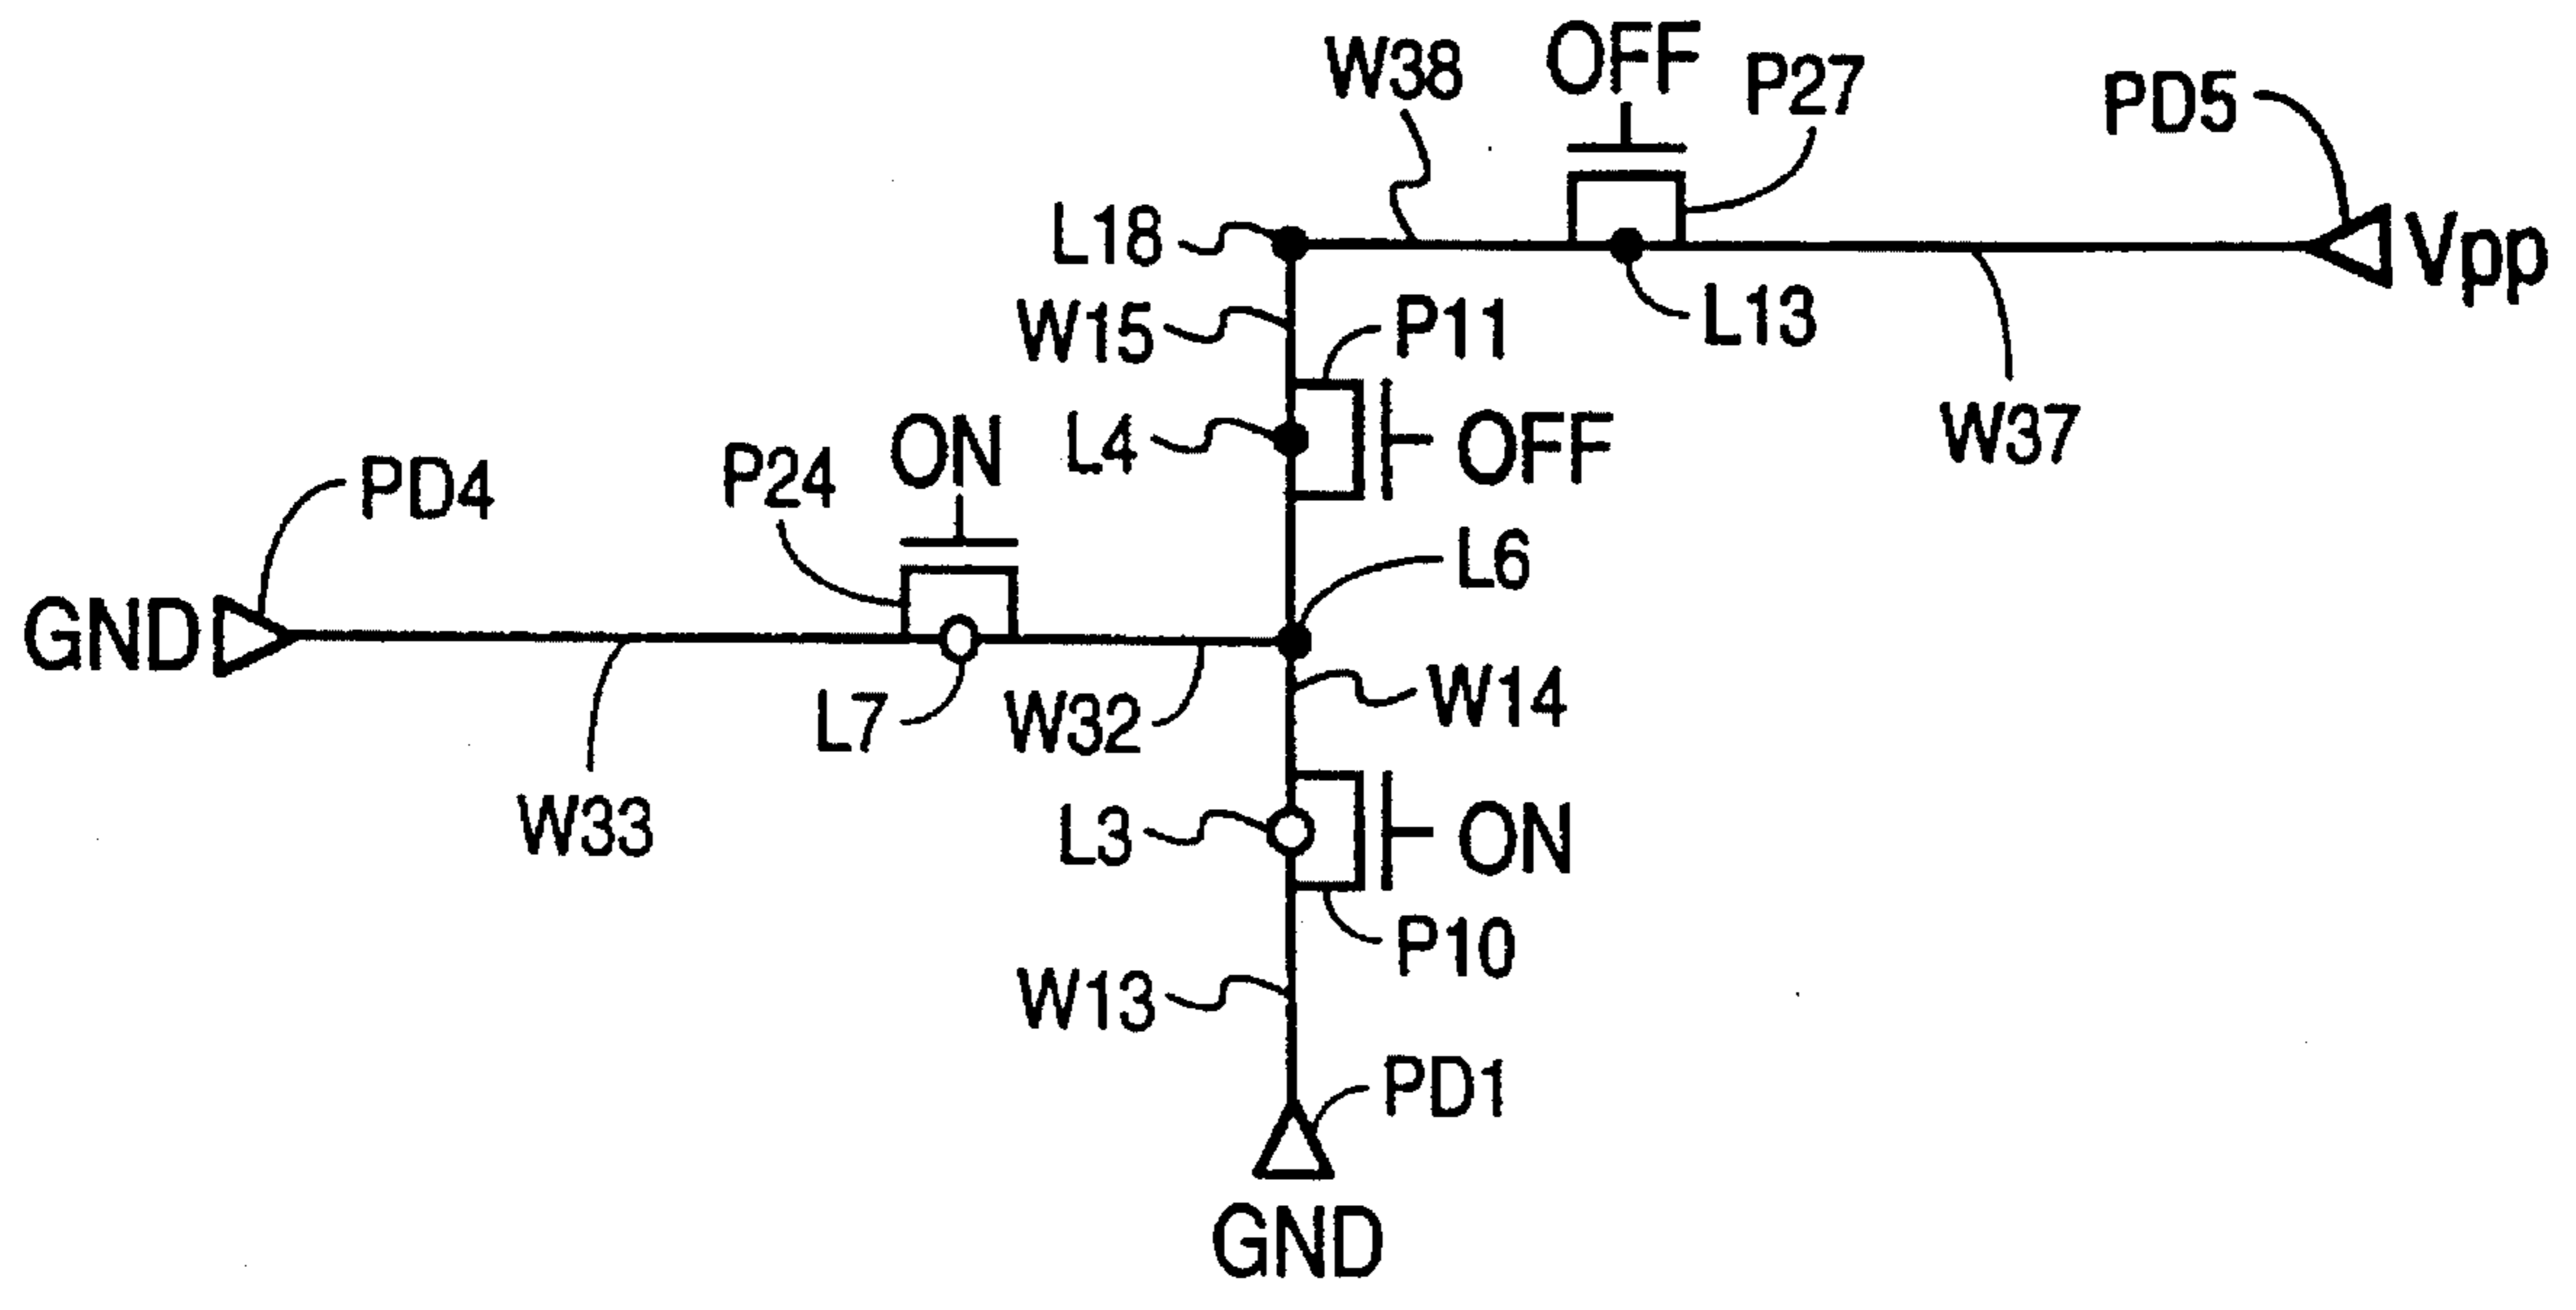 OFF
W38
P27
PD5
L18
Vpp
W15
P11
L13
L4
OFF
W37
ON
P24
PD4
L6
GND
L7
W32
W14
W33
L3
ON
P10
W13
PD1
GND